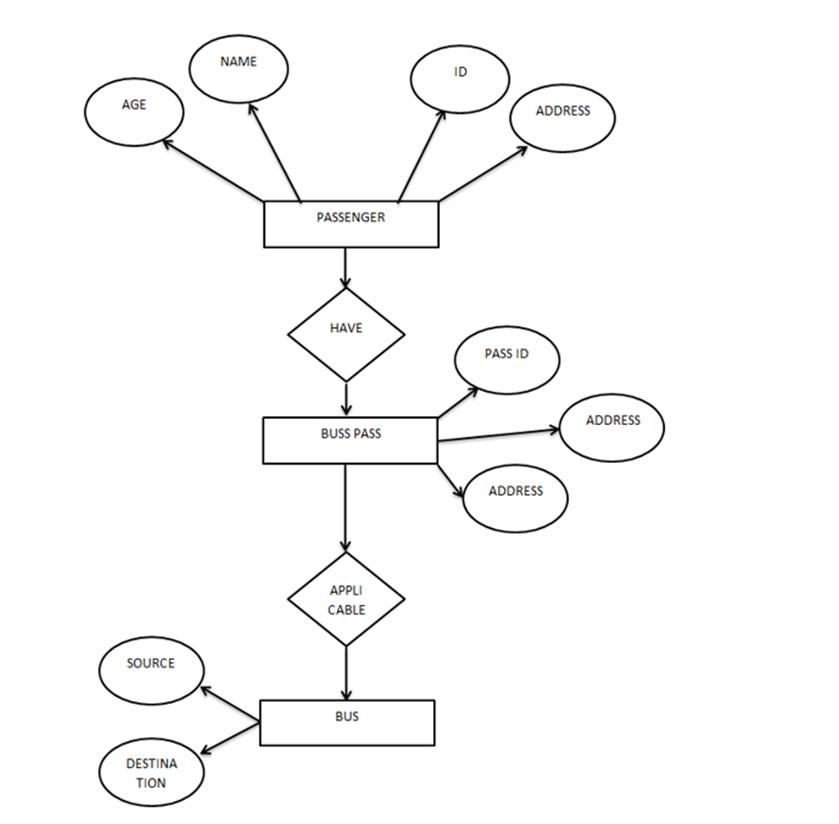 NAME
ID
AGE
ADDRESS
PASSENGER
HAVE
PASS ID
ADDRESS
BUSS PASS
ADDRESS
APPLI
CABLE
SOURCE
BUS
DESTINA
TION